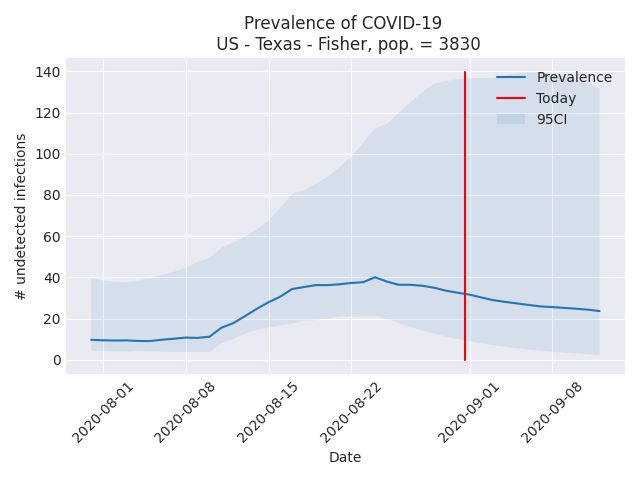 Prevalence of COVID-19
US - Texas - Fisher, pop. = 3830
Prevalence
Today
95CI
# undetected infections
140
120
100
80
60
40
20
0
2020-08-01
2020-08-08
2020-08-15
2020-08-22
2020-09-01
2020-09-08
Date